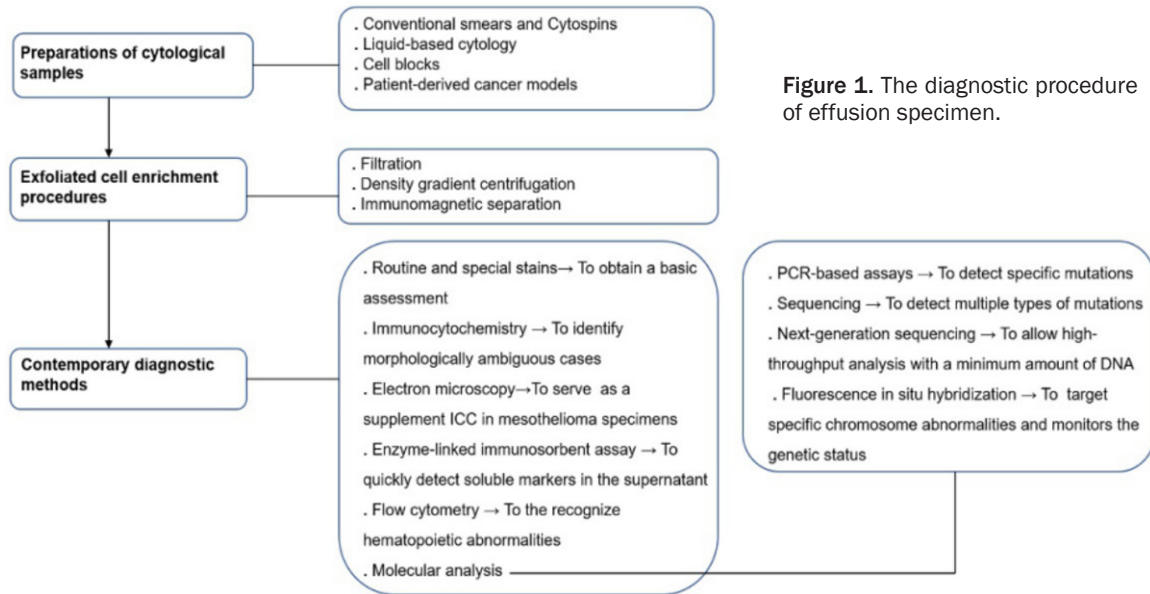 Preparations of cytological
samples
. Conventional smears and Cytospins
. Liquid-based cytology
. Cell blocks
. Patient-derived cancer models
Figure 1. The diagnostic procedure
of effusion specimen.
Exfoliated cell enrichment
procedures
. Filtration
. Density gradient centrifugation
. Immunomagnetic separation
Contemporary diagnostic
methods
. Routine and special stains→ To obtain a basic
assessment
. Immunocytochemistry → To identify
morphologically ambiguous cases
. Electron microscopy→To serve as a
supplement ICC in mesothelioma specimens
. Enzyme-linked immunosorbent assay → To
quickly detect soluble markers in the supernatant
. Flow cytometry → To the recognize
hematopoietic abnormalities
. Molecular analysis
. PCR-based assays → To detect specific mutations
. Sequencing → To detect multiple types of mutations
. Next-generation sequencing → To allow high-
throughput analysis with a minimum amount of DNA
. Fluorescence in situ hybridization → To target
specific chromosome abnormalities and monitors the
genetic status